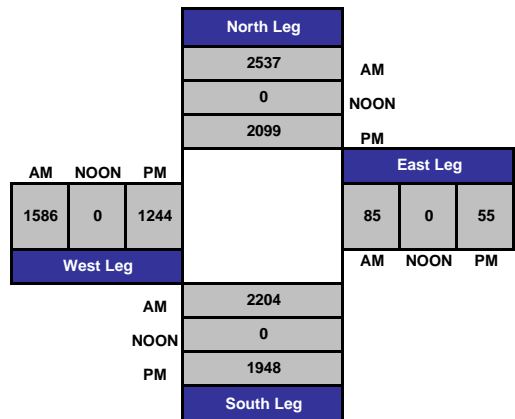 North Leg
2537 AM
0 NOON
2099 PM
AM NOON PM
East Leg
1586 0 1244
85 0 55
West Leg
AM NOON PM
AM 2204
NOON 0
PM 1948
South Leg